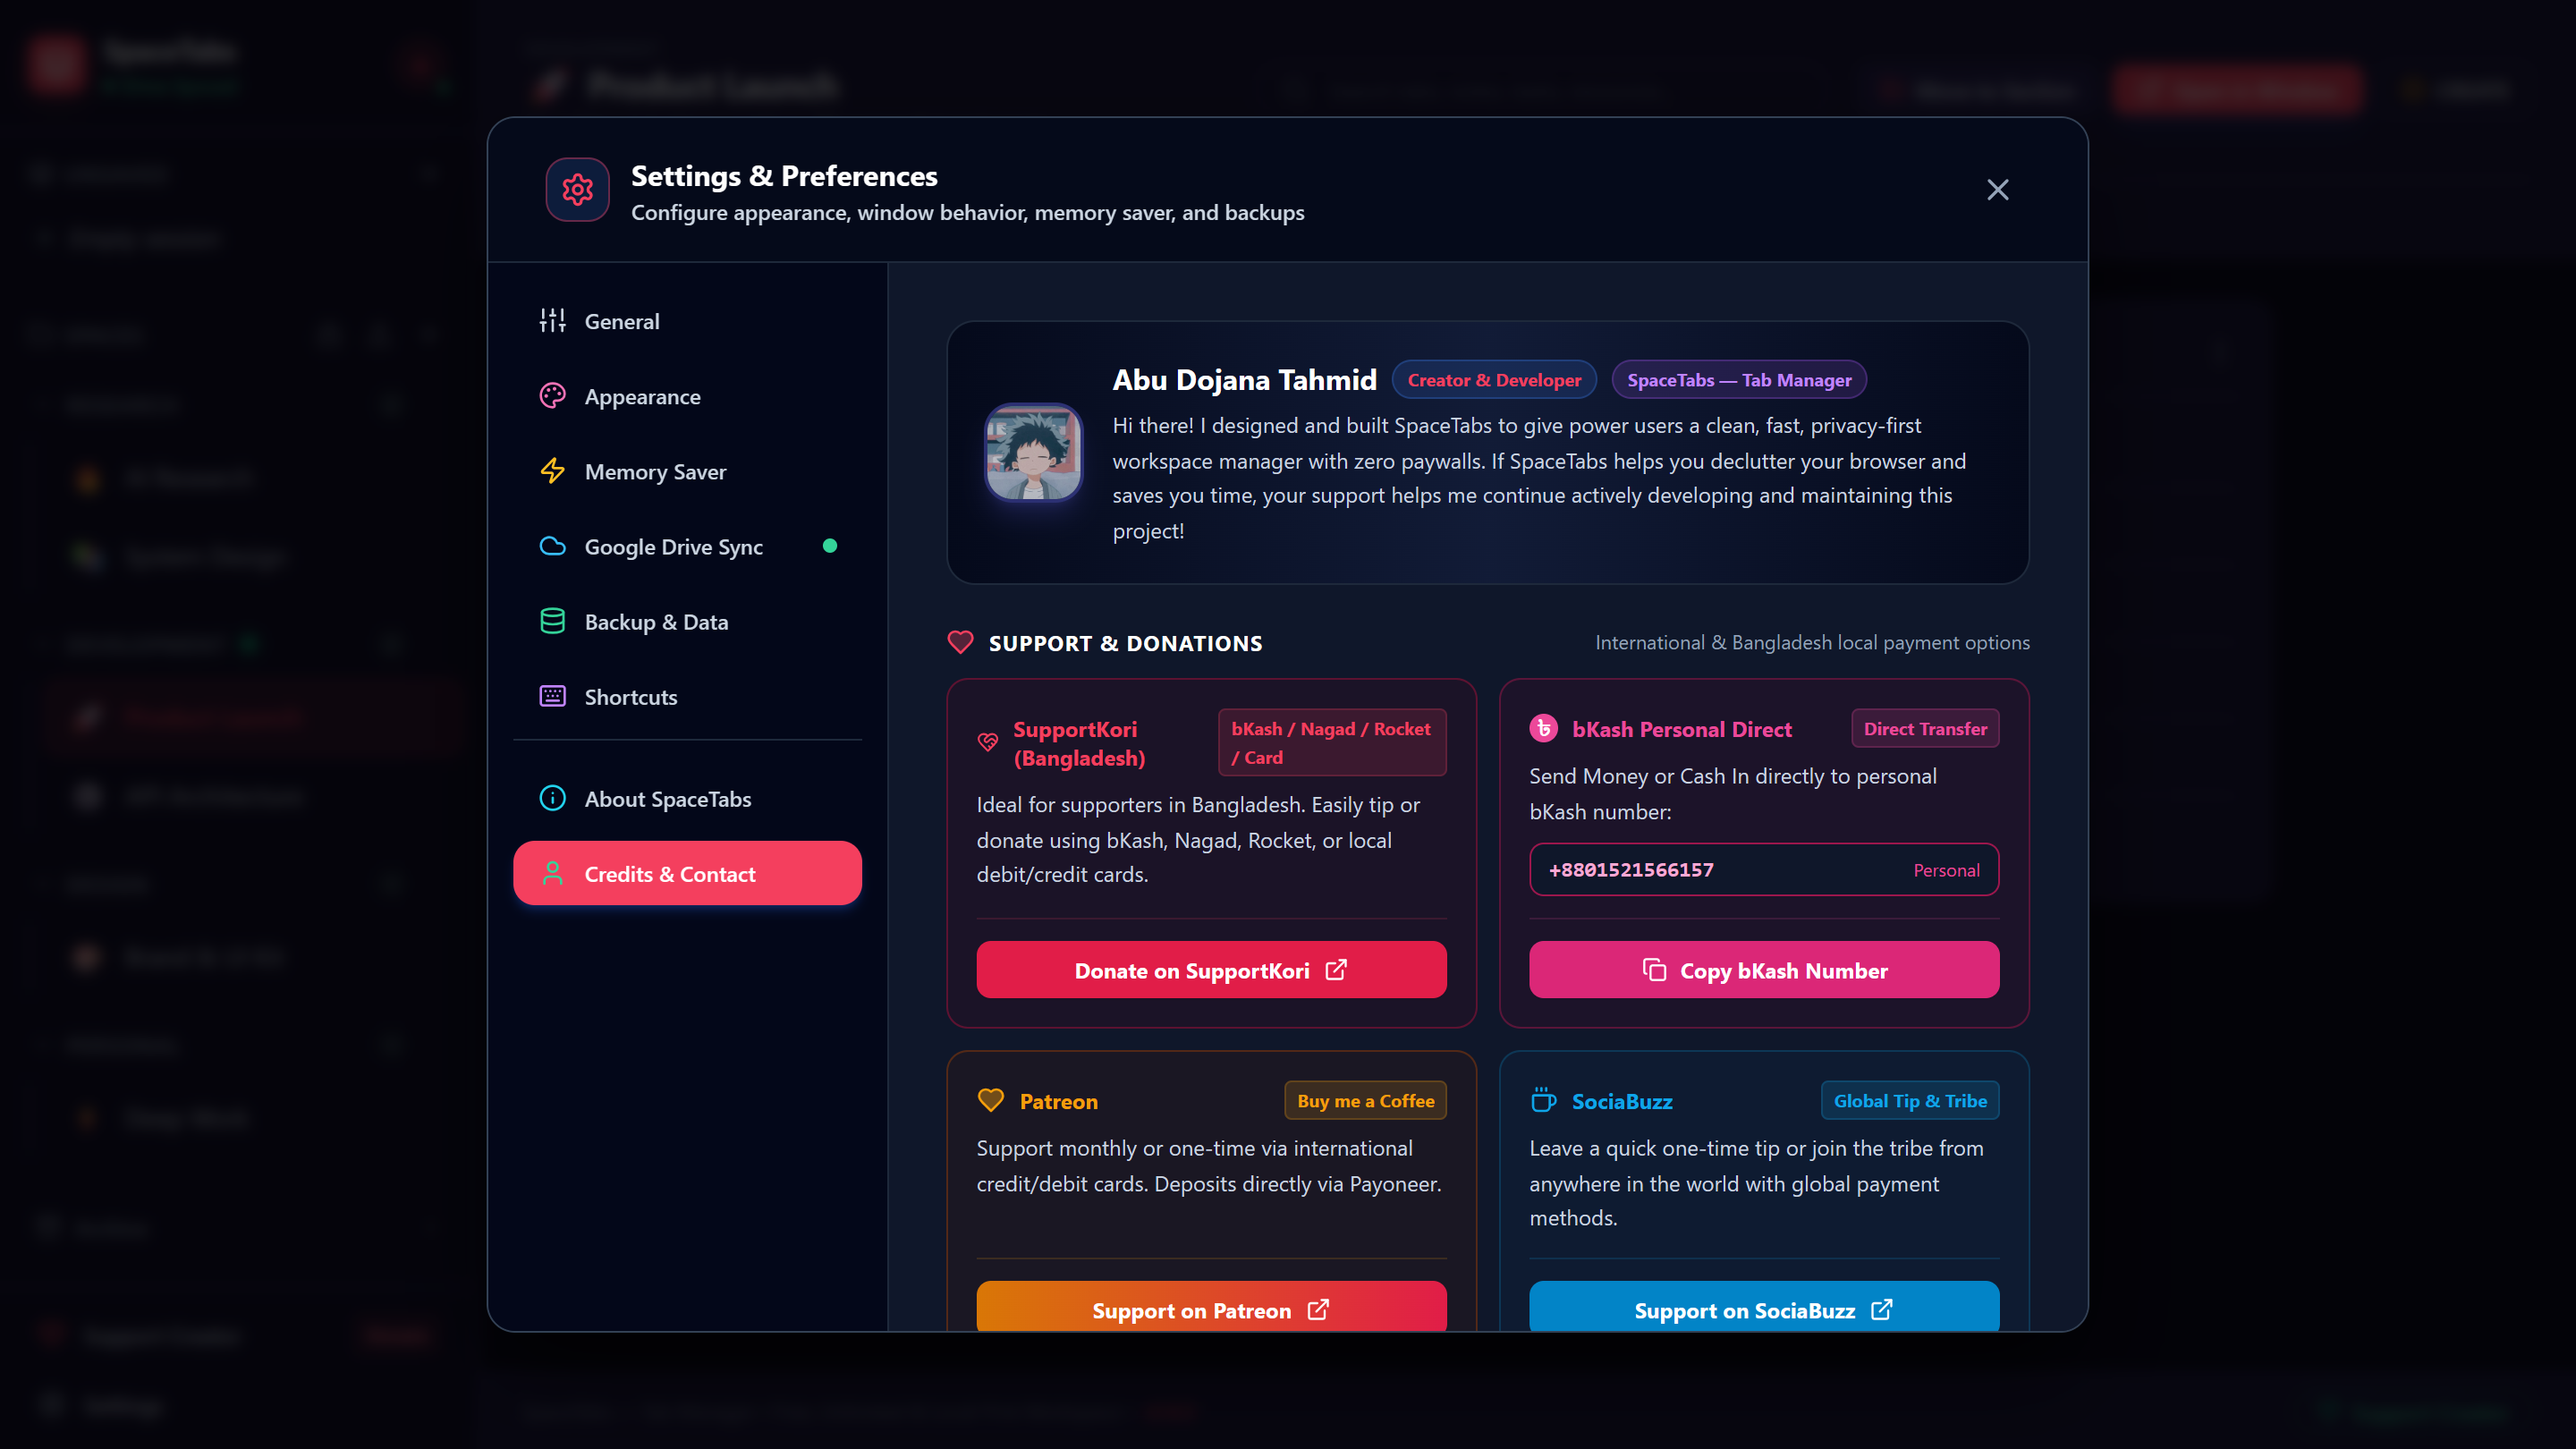 Product Launch
Settings & Preferences
Configure appearance, window behavior, memory saver, and backups
General
Appearance
Memory Saver
Google Drive Sync
Backup & Data
Shortcuts
About SpaceTabs
Credits & Contact
Abu Dojana Tahmid
Creator & Developer
SpaceTabs — Tab Manager
Hi there! I designed and built SpaceTabs to give power users a clean, fast, privacy-first
workspace manager with zero paywalls. If SpaceTabs helps you declutter your browser and
saves you time, your support helps me continue actively developing and maintaining this
project!
SUPPORT & DONATIONS
International & Bangladesh local payment options
SupportKori
(Bangladesh)
bKash / Nagad / Rocket
/ Card
Ideal for supporters in Bangladesh. Easily tip or
donate using bKash, Nagad, Rocket, or local
debit/credit cards.
Donate on SupportKori
bKash Personal Direct
Direct Transfer
Send Money or Cash In directly to personal
bKash number:
+8801521566157
Personal
Copy bKash Number
Patreon
Buy me a Coffee
Support monthly or one-time via international
credit/debit cards. Deposits directly via Payoneer.
Support on Patreon
SociaBuzz
Global Tip & Tribe
Leave a quick one-time tip or join the tribe from
anywhere in the world with global payment
methods.
Support on SociaBuzz